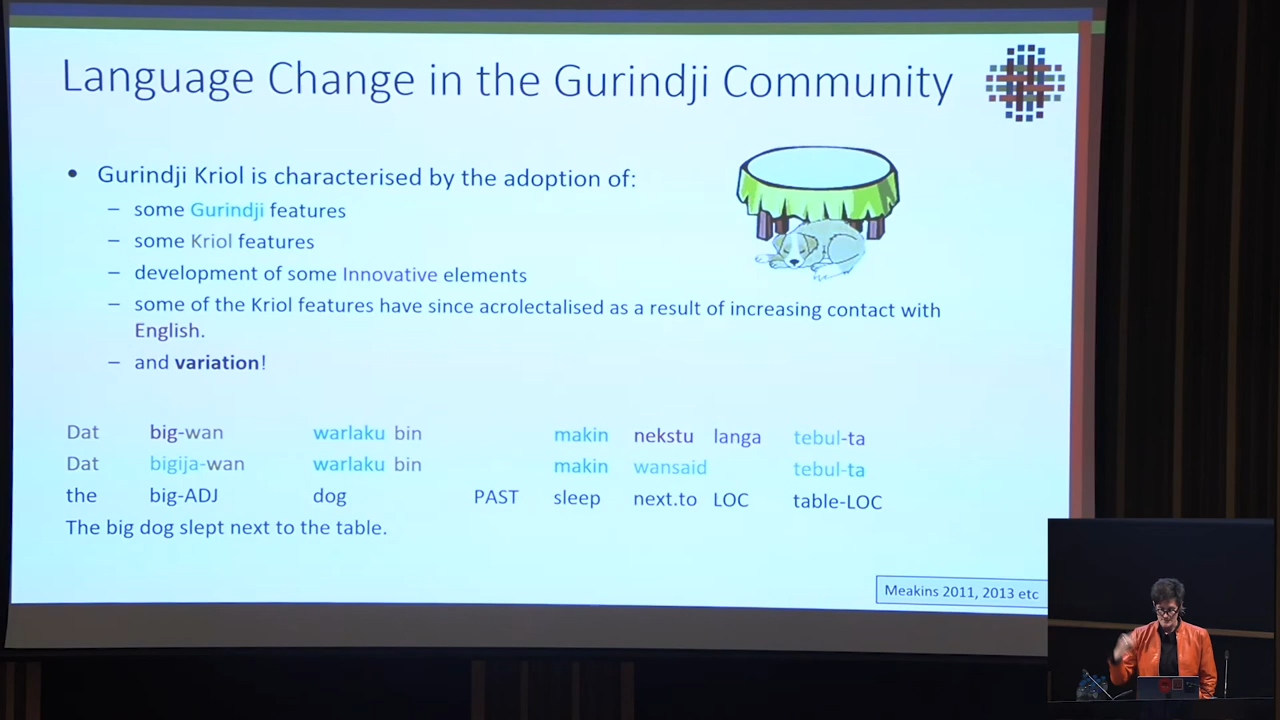 Language Change in the Gurindji Community
• Gurindji Kriol is characterised by the adoption of:
– some Gurindji features
– some Kriol features
– development of some Innovative elements
– some of the Kriol features have since acrolectalised as a result of increasing contact with
English.
– and variation!
Dat big-wan warlaku bin makin nekstu langa tebul-ta
Dat bigija-wan warlaku bin makin wansaid tebul-ta
the big-ADJ dog PAST sleep next.to LOC table-LOC
The big dog slept next to the table.
Meakins 2011, 2013 etc